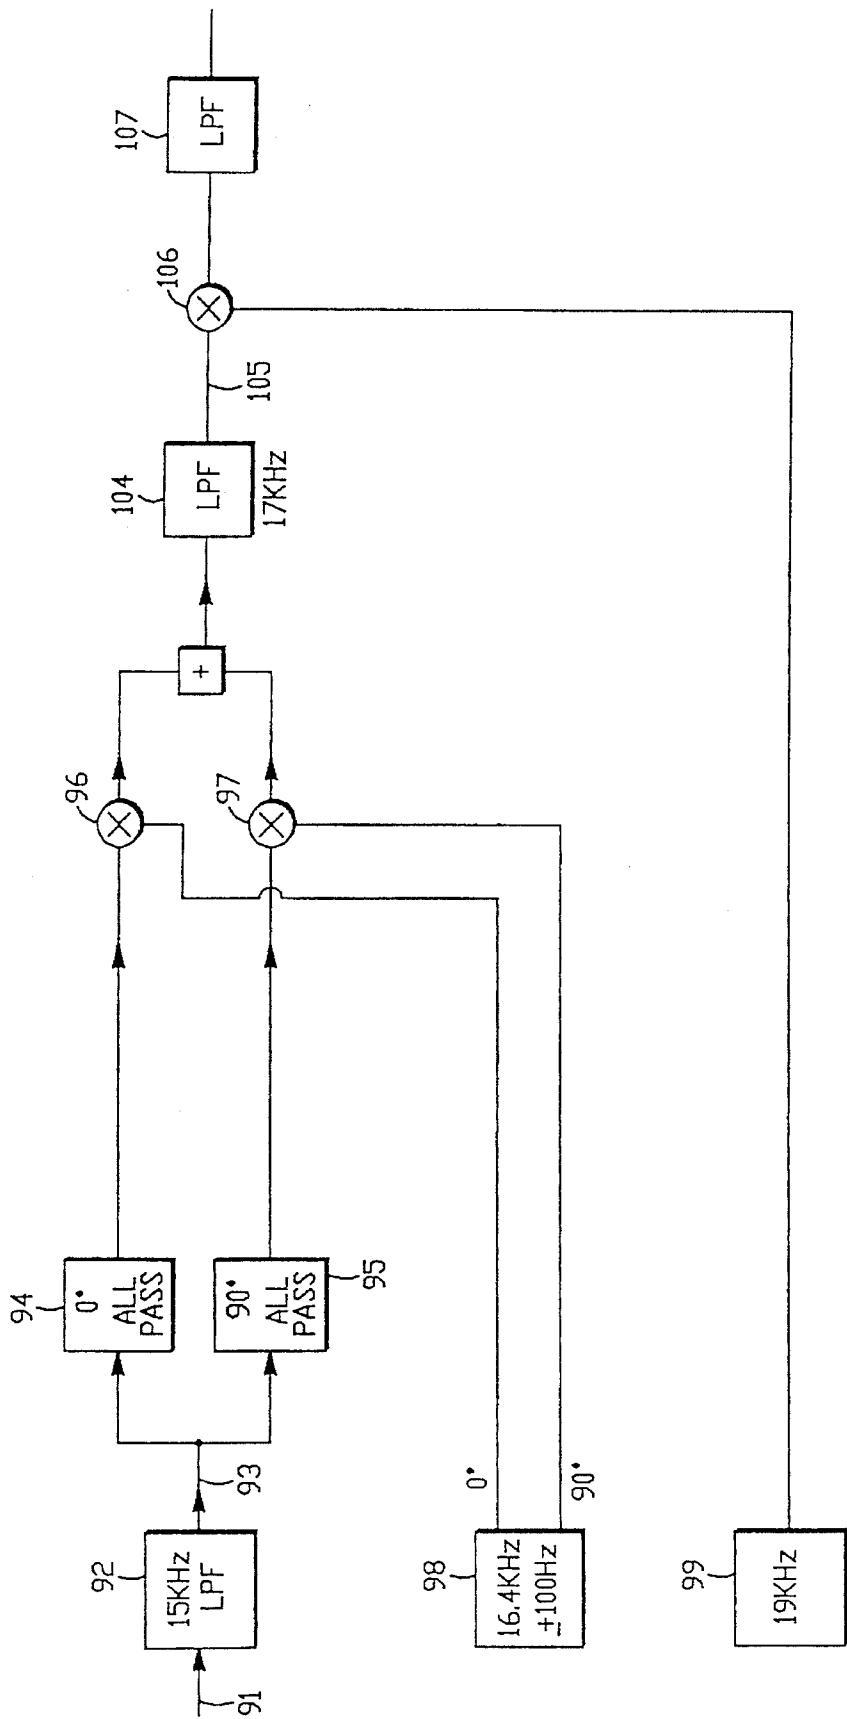 91
92
15KHz
LPF
93
94
0°
ALL
PASS
95
90°
ALL
PASS
96
97
+
104
LPF
17KHz
105
106
107
LPF
98
16.4KHz
±100Hz
0°
90°
99
19KHz